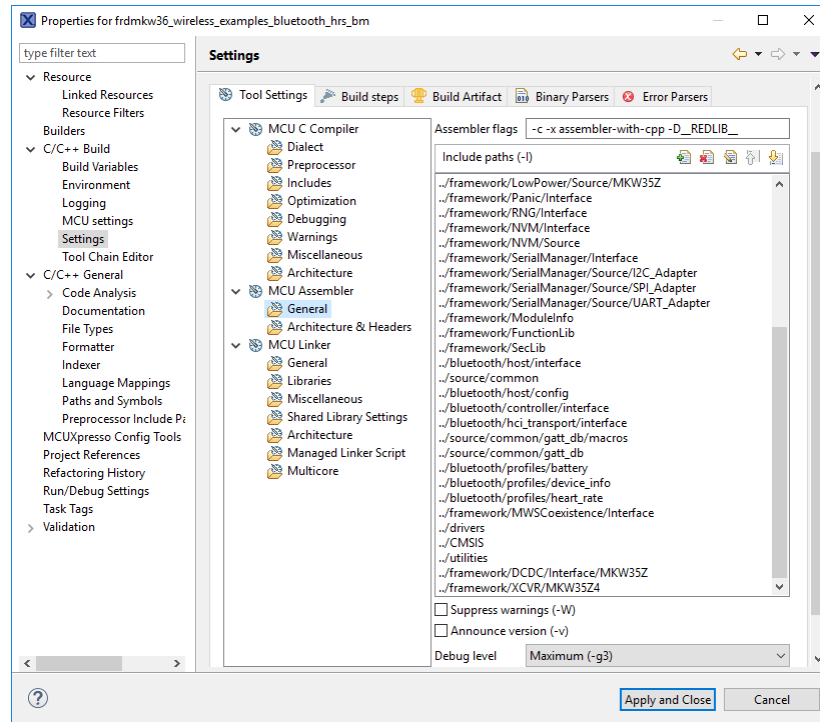 Properties for frdmkw36_wireless_examples_bluetooth_hrs_bm
type filter text
Resource
Linked Resources
Resource Filters
Builders
C/C++ Build
Build Variables
Environment
Logging
MCU settings
Settings
Tool Chain Editor
C/C++ General
Code Analysis
Documentation
File Types
Formatter
Indexer
Language Mappings
Paths and Symbols
Preprocessor Include Pa
MCUXpresso Config Tools
Project References
Refactoring History
Run/Debug Settings
Task Tags
Validation
Settings
Tool Settings Build steps Build Artifact Binary Parsers Error Parsers
MCU C Compiler
Dialect
Preprocessor
Includes
Optimization
Debugging
Warnings
Miscellaneous
Architecture
MCU Assembler
General
Architecture & Headers
MCU Linker
General
Libraries
Miscellaneous
Shared Library Settings
Architecture
Managed Linker Script
Multicore
Assembler flags -c -x assembler-with-cpp -D__REDLIB__
Include paths (-I)
../framework/LowPower/Source/MKW35Z
../framework/Panic/Interface
../framework/RNG/Interface
../framework/NVM/Interface
../framework/NVM/Source
../framework/SerialManager/Interface
../framework/SerialManager/Source/I2C_Adapter
../framework/SerialManager/Source/SPI_Adapter
../framework/SerialManager/Source/UART_Adapter
../framework/ModuleInfo
../framework/FunctionLib
../framework/SecLib
../bluetooth/host/interface
../source/common
../bluetooth/host/config
../bluetooth/controller/interface
../bluetooth/hci_transport/interface
../source/common/gatt_db/macros
../source/common/gatt_db
../bluetooth/profiles/battery
../bluetooth/profiles/device_info
../bluetooth/profiles/heart_rate
../framework/MWSCoexistence/Interface
../drivers
../CMSIS
../utilities
../framework/DCDC/Interface/MKW35Z
../framework/XCVR/MKW35Z4
Suppress warnings (-W)
Announce version (-v)
Debug level Maximum (-g3)
Apply and Close Cancel